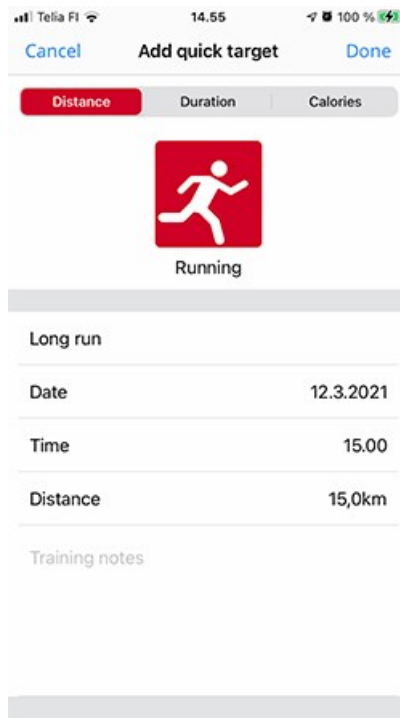 Telia FI 14.55 100 %
Cancel Add quick target Done
Distance Duration Calories
Running
Long run
Date 12.3.2021
Time 15.00
Distance 15,0km
Training notes